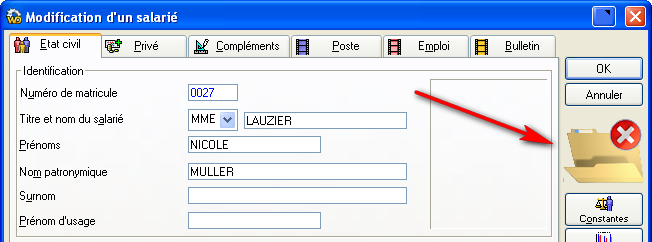 Modification d'un salarié
Etat civil Privé Compléments Poste Emploi Bulletin
Identification
OK
Numéro de matricule 0027
Annuler
Titre et nom du salarié MME LAUZIER
Prénoms NICOLE
Nom patronymique MULLER
Surnom
Prénom d'usage
Constantes